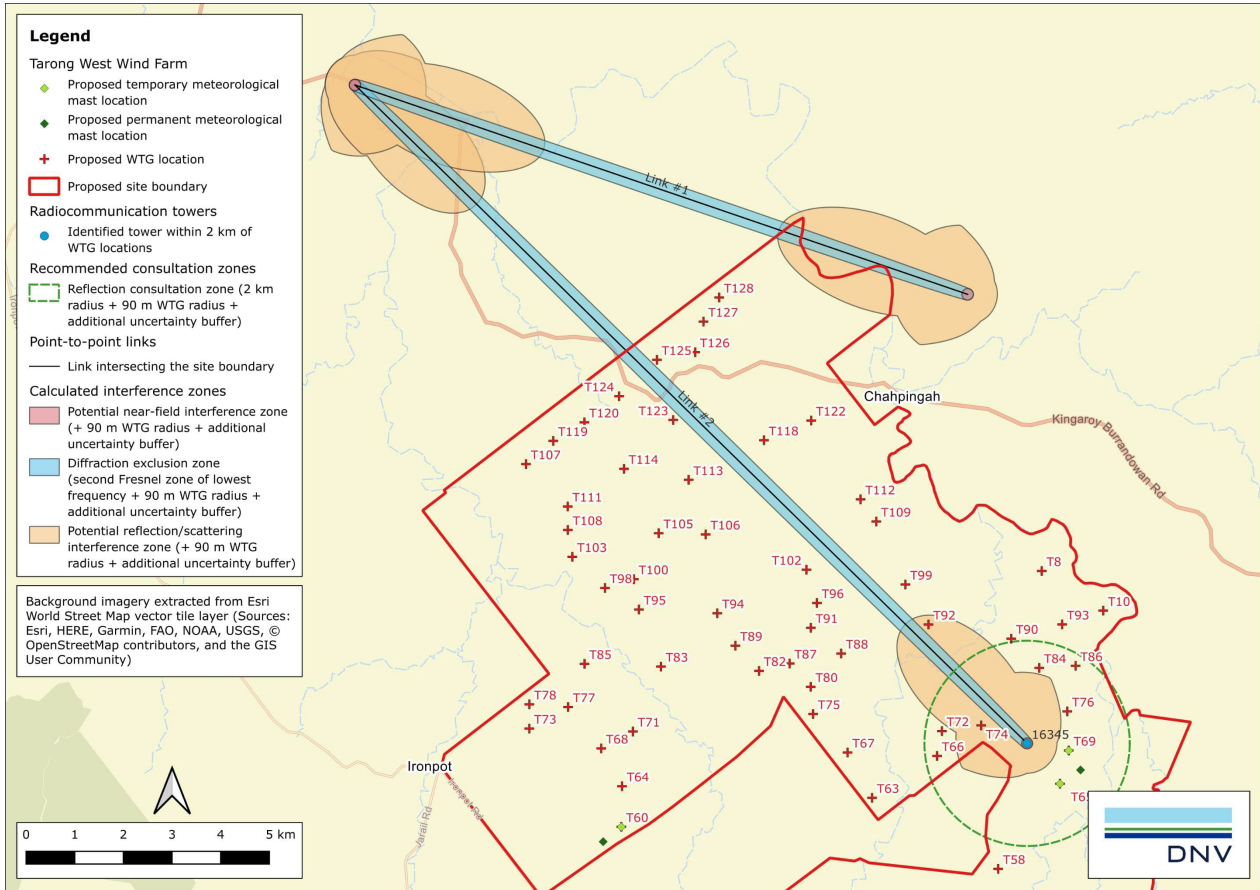 Legend
Tarong West Wind Farm
Proposed temporary meteorological
mast location
Proposed permanent meteorological
mast location
Proposed WTG location
Proposed site boundary
Radiocommunication towers
Identified tower within 2 km of
WTG locations
Recommended consultation zones
Reflection consultation zone (2 km
radius + 90 m WTG radius +
additional uncertainty buffer)
Point-to-point links
Link intersecting the site boundary
Calculated interference zones
Potential near-field interference zone
(+ 90 m WTG radius + additional
uncertainty buffer)
Diffraction exclusion zone
(second Fresnel zone of lowest
frequency + 90 m WTG radius +
additional uncertainty buffer)
Potential reflection/scattering
interference zone (+ 90 m WTG
radius + additional uncertainty buffer)
Background imagery extracted from Esri
World Street Map vector tile layer (Sources:
Esri, HERE, Garmin, FAO, NOAA, USGS, ©
OpenStreetMap contributors, and the GIS
User Community)
Link #1
T128
T127
T126
T125
T124
Link #2
Chahpingah
T123
T122
T120
Kingaroy Burrandowan Rd
T119
T118
T107
T114
T113
T112
T111
T109
T108
T105
T106
T103
T102
T8
T100
T98
T99
T95
T94
T96
T10
T92
T93
T91
T90
T89
T88
T85
T83
T82
T87
T84
T86
T80
T78
T77
T75
T76
T73
T71
T72
T74
16345
T68
T67
T66
T69
Ironpot
T64
T63
Ironpot Rd
Jarail Rd
T60
T58
0 1 2 3 4 5 km
DNV